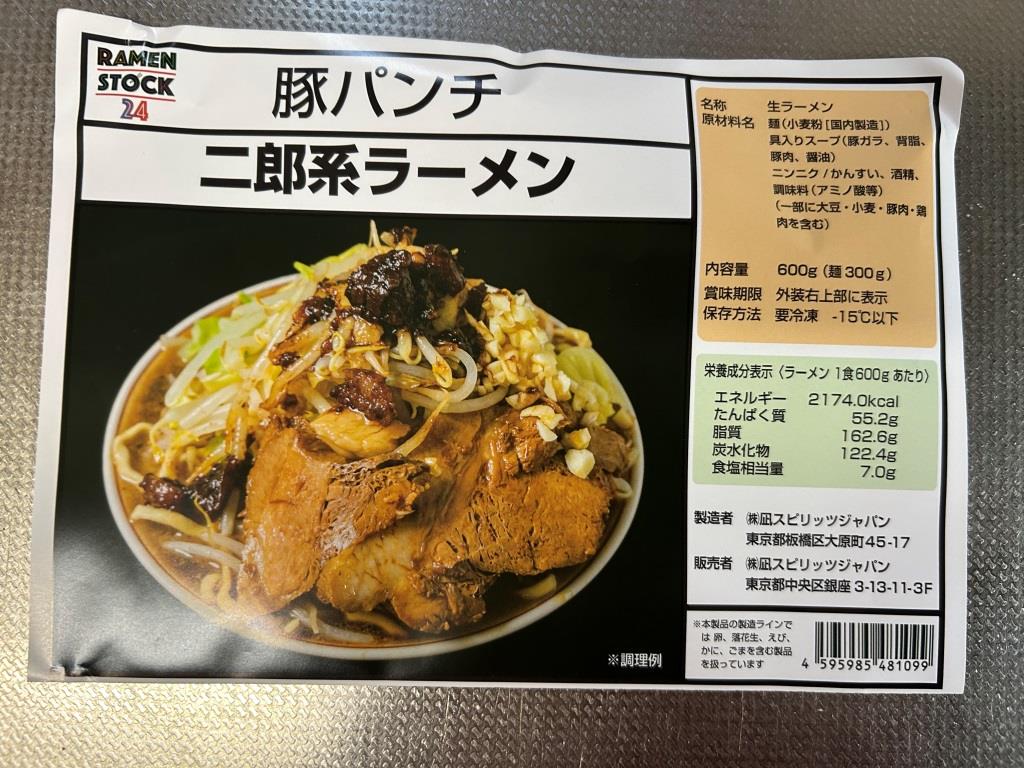 RAMEN
STOCK
24
豚パンチ
二郎系ラーメン
※調理例
名称 生ラーメン
原材料名 麺(小麦粉[国内製造])
具入りスープ(豚ガラ、背脂、
豚肉、醤油)
ニンニク/かんすい、酒精、
調味料(アミノ酸等)
(一部に大豆・小麦・豚肉・鶏
肉を含む)
内容量 600g(麺300g)
賞味期限 外装右上部に表示
保存方法 要冷凍 -15℃以下
栄養成分表示〈ラーメン 1食600gあたり〉
エネルギー 2174.0kcal
たんぱく質 55.2g
脂質 162.6g
炭水化物 122.4g
食塩相当量 7.0g
製造者 ㈱凪スピリッツジャパン
東京都板橋区大原町45-17
販売者 ㈱凪スピリッツジャパン
東京都中央区銀座3-13-11-3F
※本製品の製造ラインで
は 卵、落花生、えび、
かに、ごまを含む製品
を扱っています
4 595985 481099